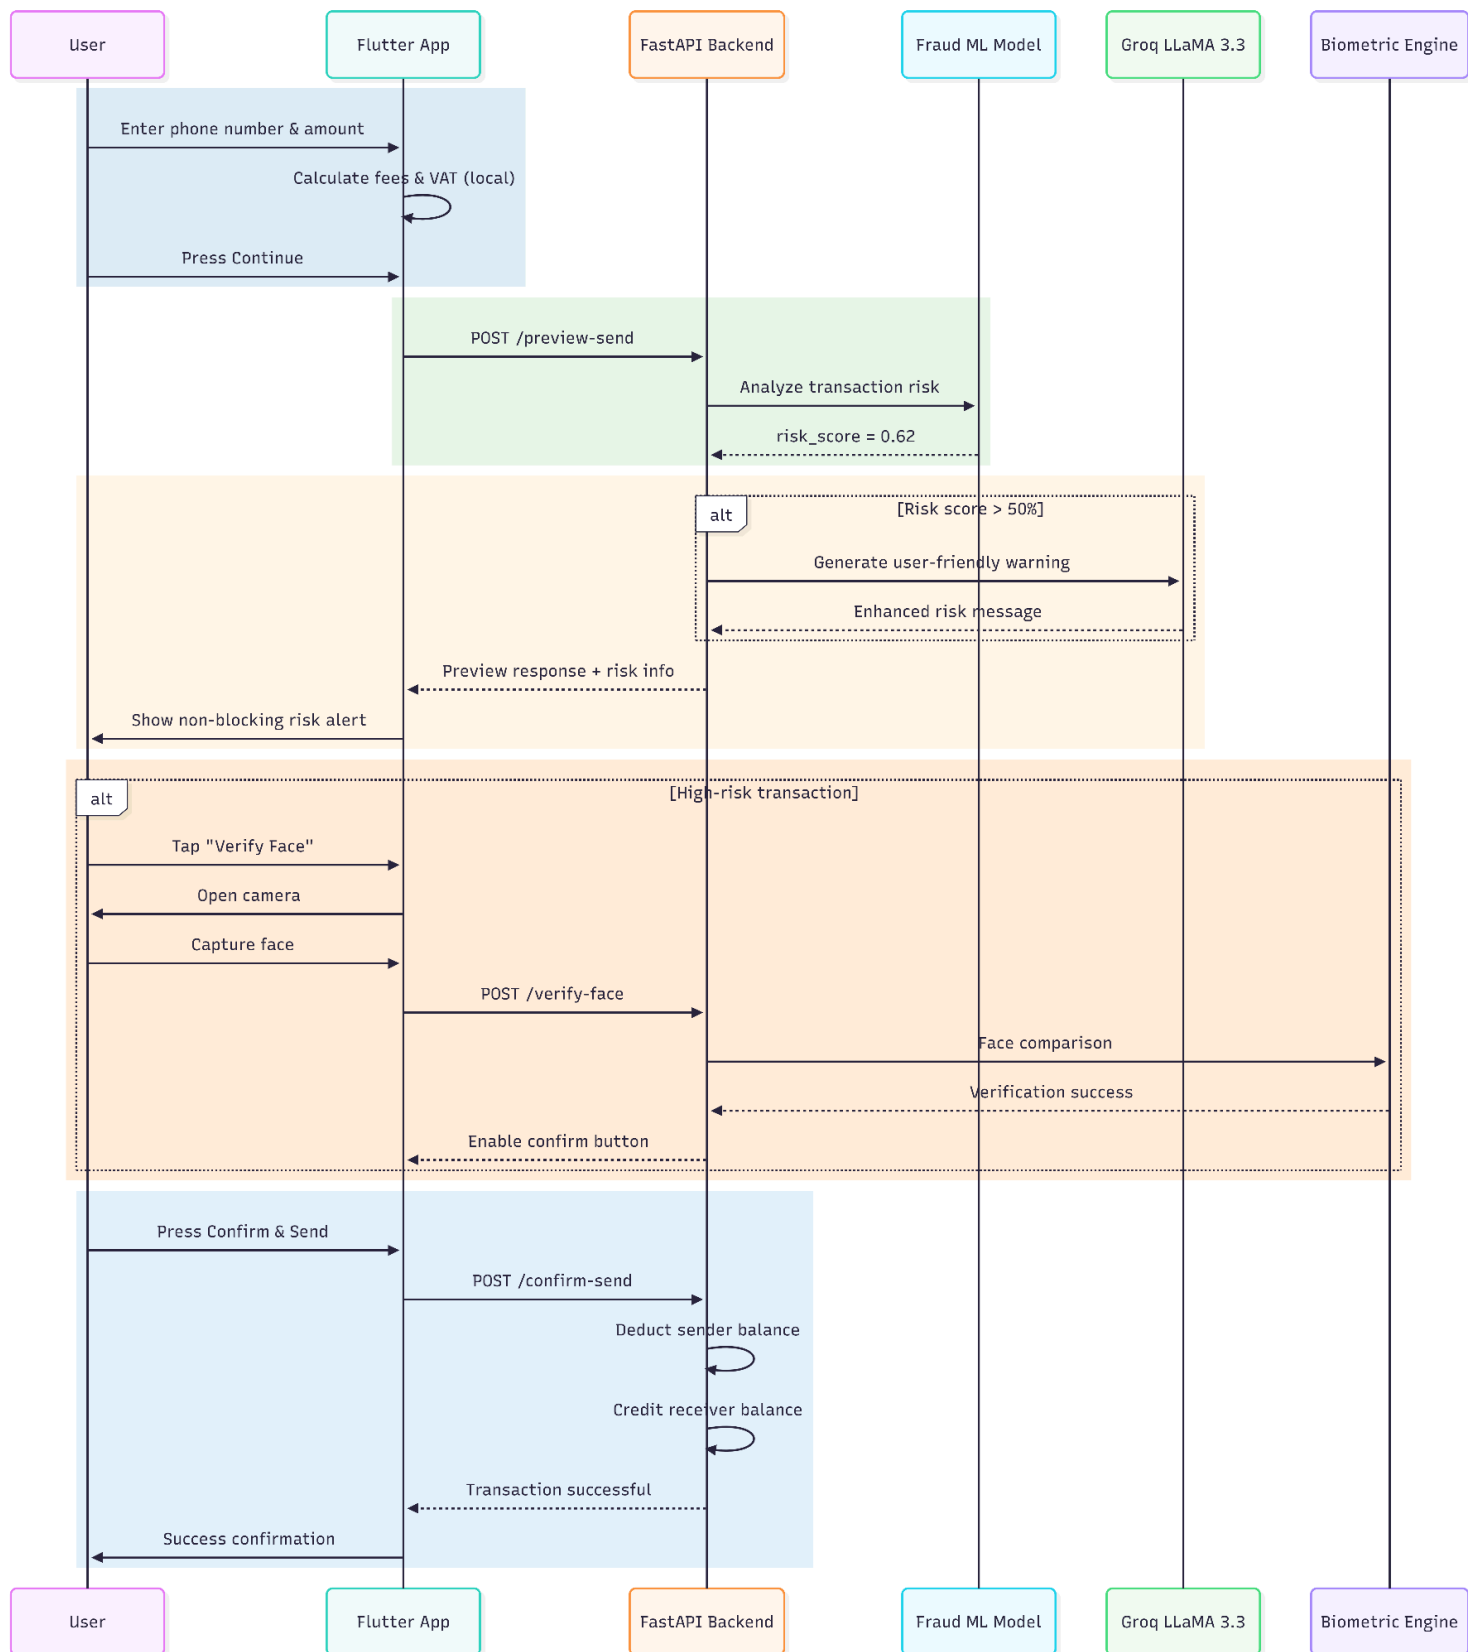 User
Flutter App
FastAPI Backend
Fraud ML Model
Groq LLaMA 3.3
Biometric Engine
Enter phone number & amount
Calculate fees & VAT (local)
Press Continue
POST /preview-send
Analyze transaction risk
risk_score = 0.62
alt
[Risk score > 50%]
Generate user-friendly warning
Enhanced risk message
Preview response + risk info
Show non-blocking risk alert
alt
[High-risk transaction]
Tap "Verify Face"
Open camera
Capture face
POST /verify-face
Face comparison
Verification success
Enable confirm button
Press Confirm & Send
POST /confirm-send
Deduct sender balance
Credit receiver balance
Transaction successful
Success confirmation
User
Flutter App
FastAPI Backend
Fraud ML Model
Groq LLaMA 3.3
Biometric Engine